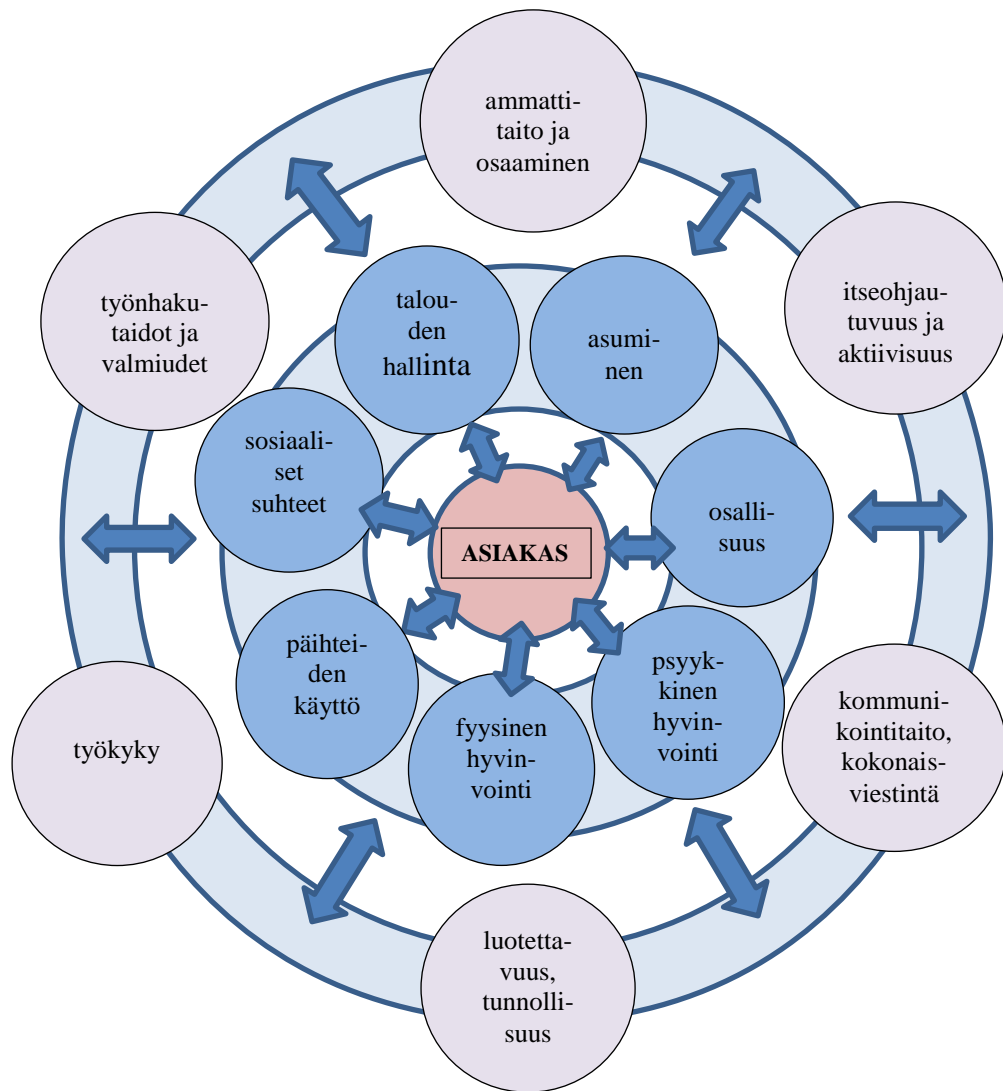 ammatti-
taito ja
osaaminen
työnhaku-
taidot ja
valmiudet
talou-
den
hallinta
asumi-
nen
itseohjau-
tuvuus ja
aktiivisuus
sosiaali-
set
suhteet
ASIAKAS
osalli-
suus
päihtei-
den
käyttö
fyysinen
hyvin-
vointi
psyyk-
kinen
hyvin-
vointi
työkyky
kommuni-
kointitaito,
kokonais-
viestintä
luotetta-
vuus,
tunnolli-
suus